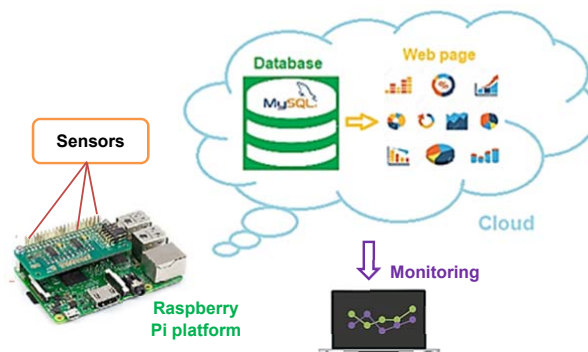 Web page
Database
MySQL
Sensors
Cloud
Monitoring
Raspberry
Pi platform